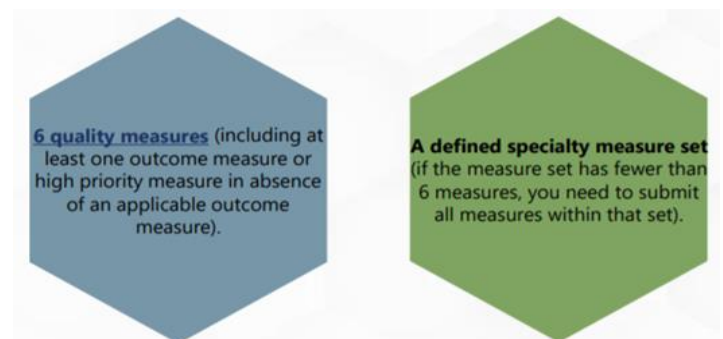 6 quality measures (including at
least one outcome measure or
high priority measure in absence
of an applicable outcome
measure).
A defined specialty measure set
(if the measure set has fewer than
6 measures, you need to submit
all measures within that set).